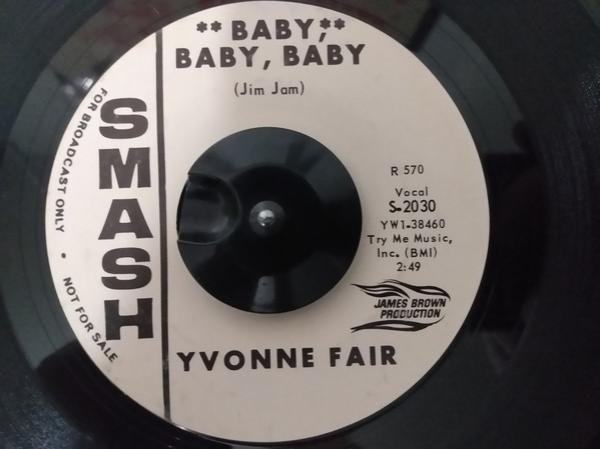 ** BABY, **
BABY, BABY
(Jim Jam)
SMASH
FOR BROADCAST ONLY • NOT FOR SALE
R 570
Vocal
S-2030
YW1-38460
Try Me Music,
Inc. (BMI)
2:49
JAMES BROWN
PRODUCTION
YVONNE FAIR